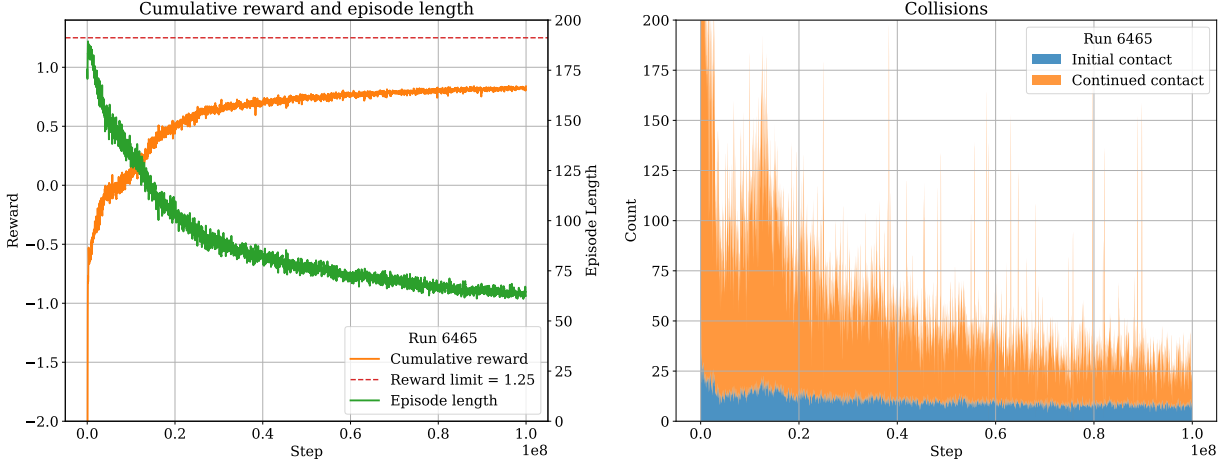 Cumulative reward and episode length
Reward
1.0
0.5
0.0
−0.5
−1.0
−1.5
−2.0
200
175
150
125
100
75
50
25
0
Episode Length
0.0
0.2
0.4
0.6
0.8
1.0
1e8
Step
Run 6465
Cumulative reward
Reward limit = 1.25
Episode length
Collisions
Count
200
175
150
125
100
75
50
25
0
0.0
0.2
0.4
0.6
0.8
1.0
1e8
Step
Run 6465
Initial contact
Continued contact